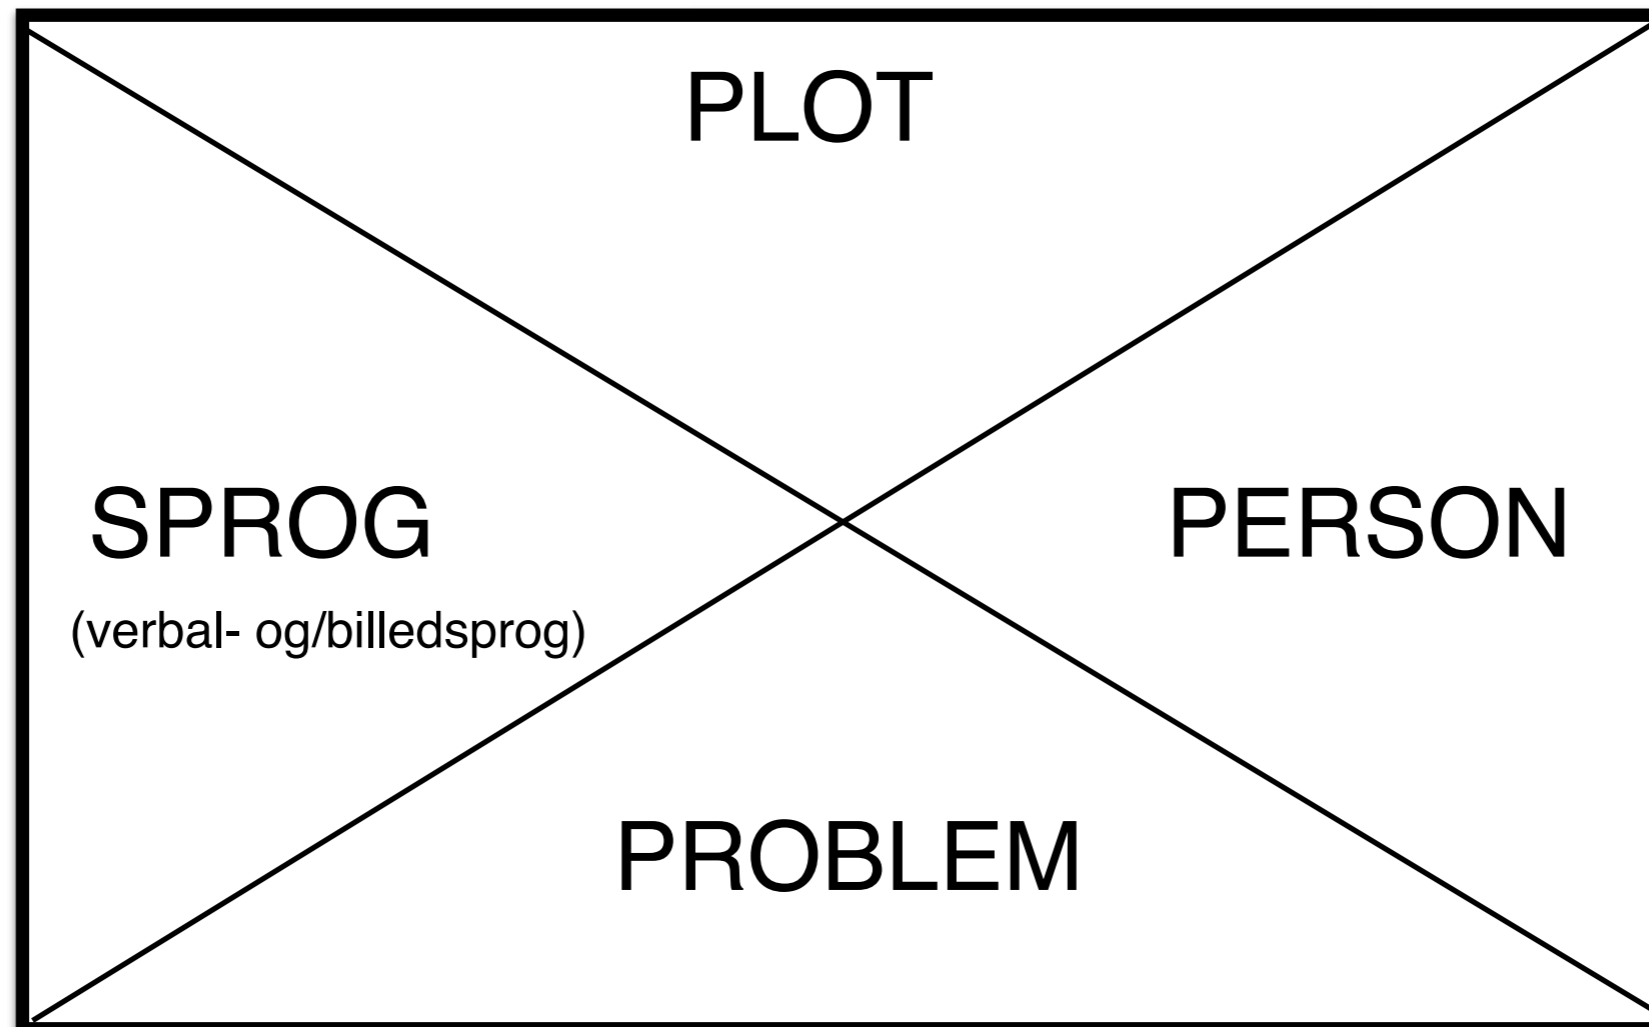 PLOT
SPROG
(verbal- og/billedsprog)
PERSON
PROBLEM